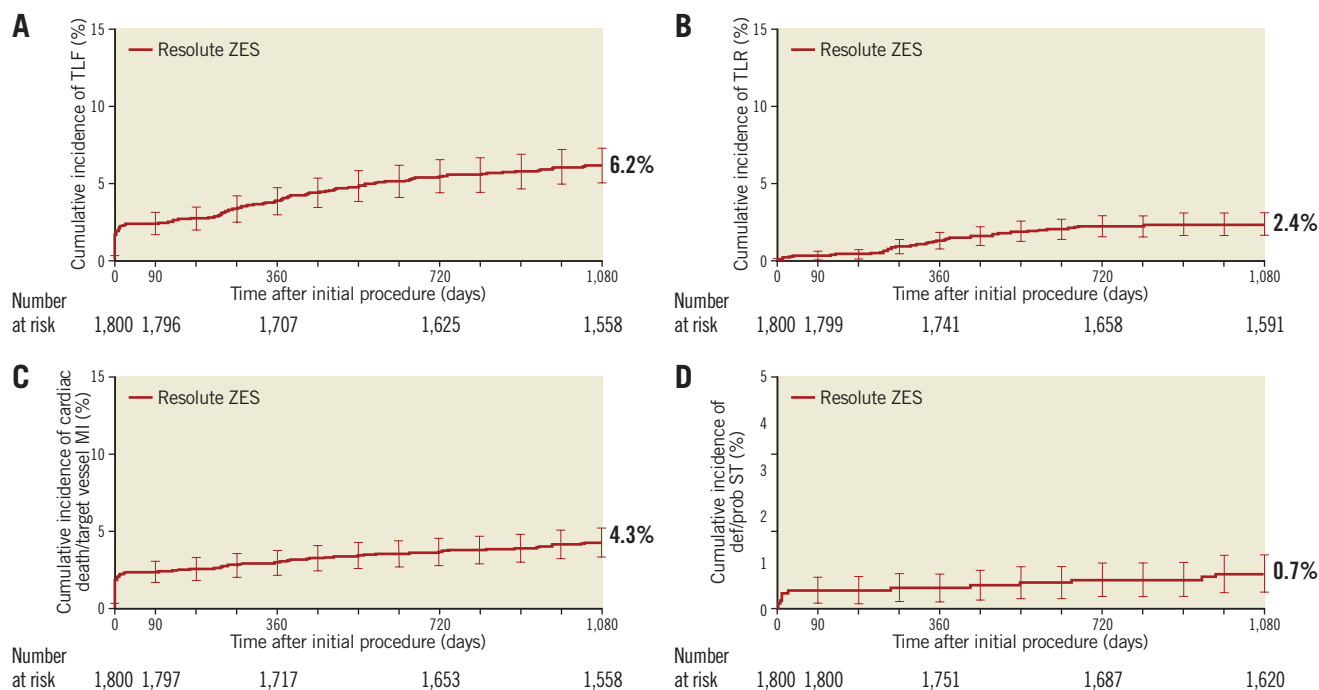 A
Cumulative incidence of TLF (%)
15
10
5
0
Resolute ZES
6.2%
0 90 360 720 1,080
Time after initial procedure (days)
Number
at risk 1,800 1,796 1,707 1,625 1,558
B
Cumulative incidence of TLR (%)
15
10
5
0
Resolute ZES
2.4%
0 90 360 720 1,080
Time after initial procedure (days)
Number
at risk 1,800 1,799 1,741 1,658 1,591
C
Cumulative incidence of cardiac
death/target vessel MI (%)
15
10
5
0
Resolute ZES
4.3%
0 90 360 720 1,080
Time after initial procedure (days)
Number
at risk 1,800 1,797 1,717 1,653 1,558
D
Cumulative incidence of
def/prob ST (%)
5
4
3
2
1
0
Resolute ZES
0.7%
0 90 360 720 1,080
Time after initial procedure (days)
Number
at risk 1,800 1,800 1,751 1,687 1,620